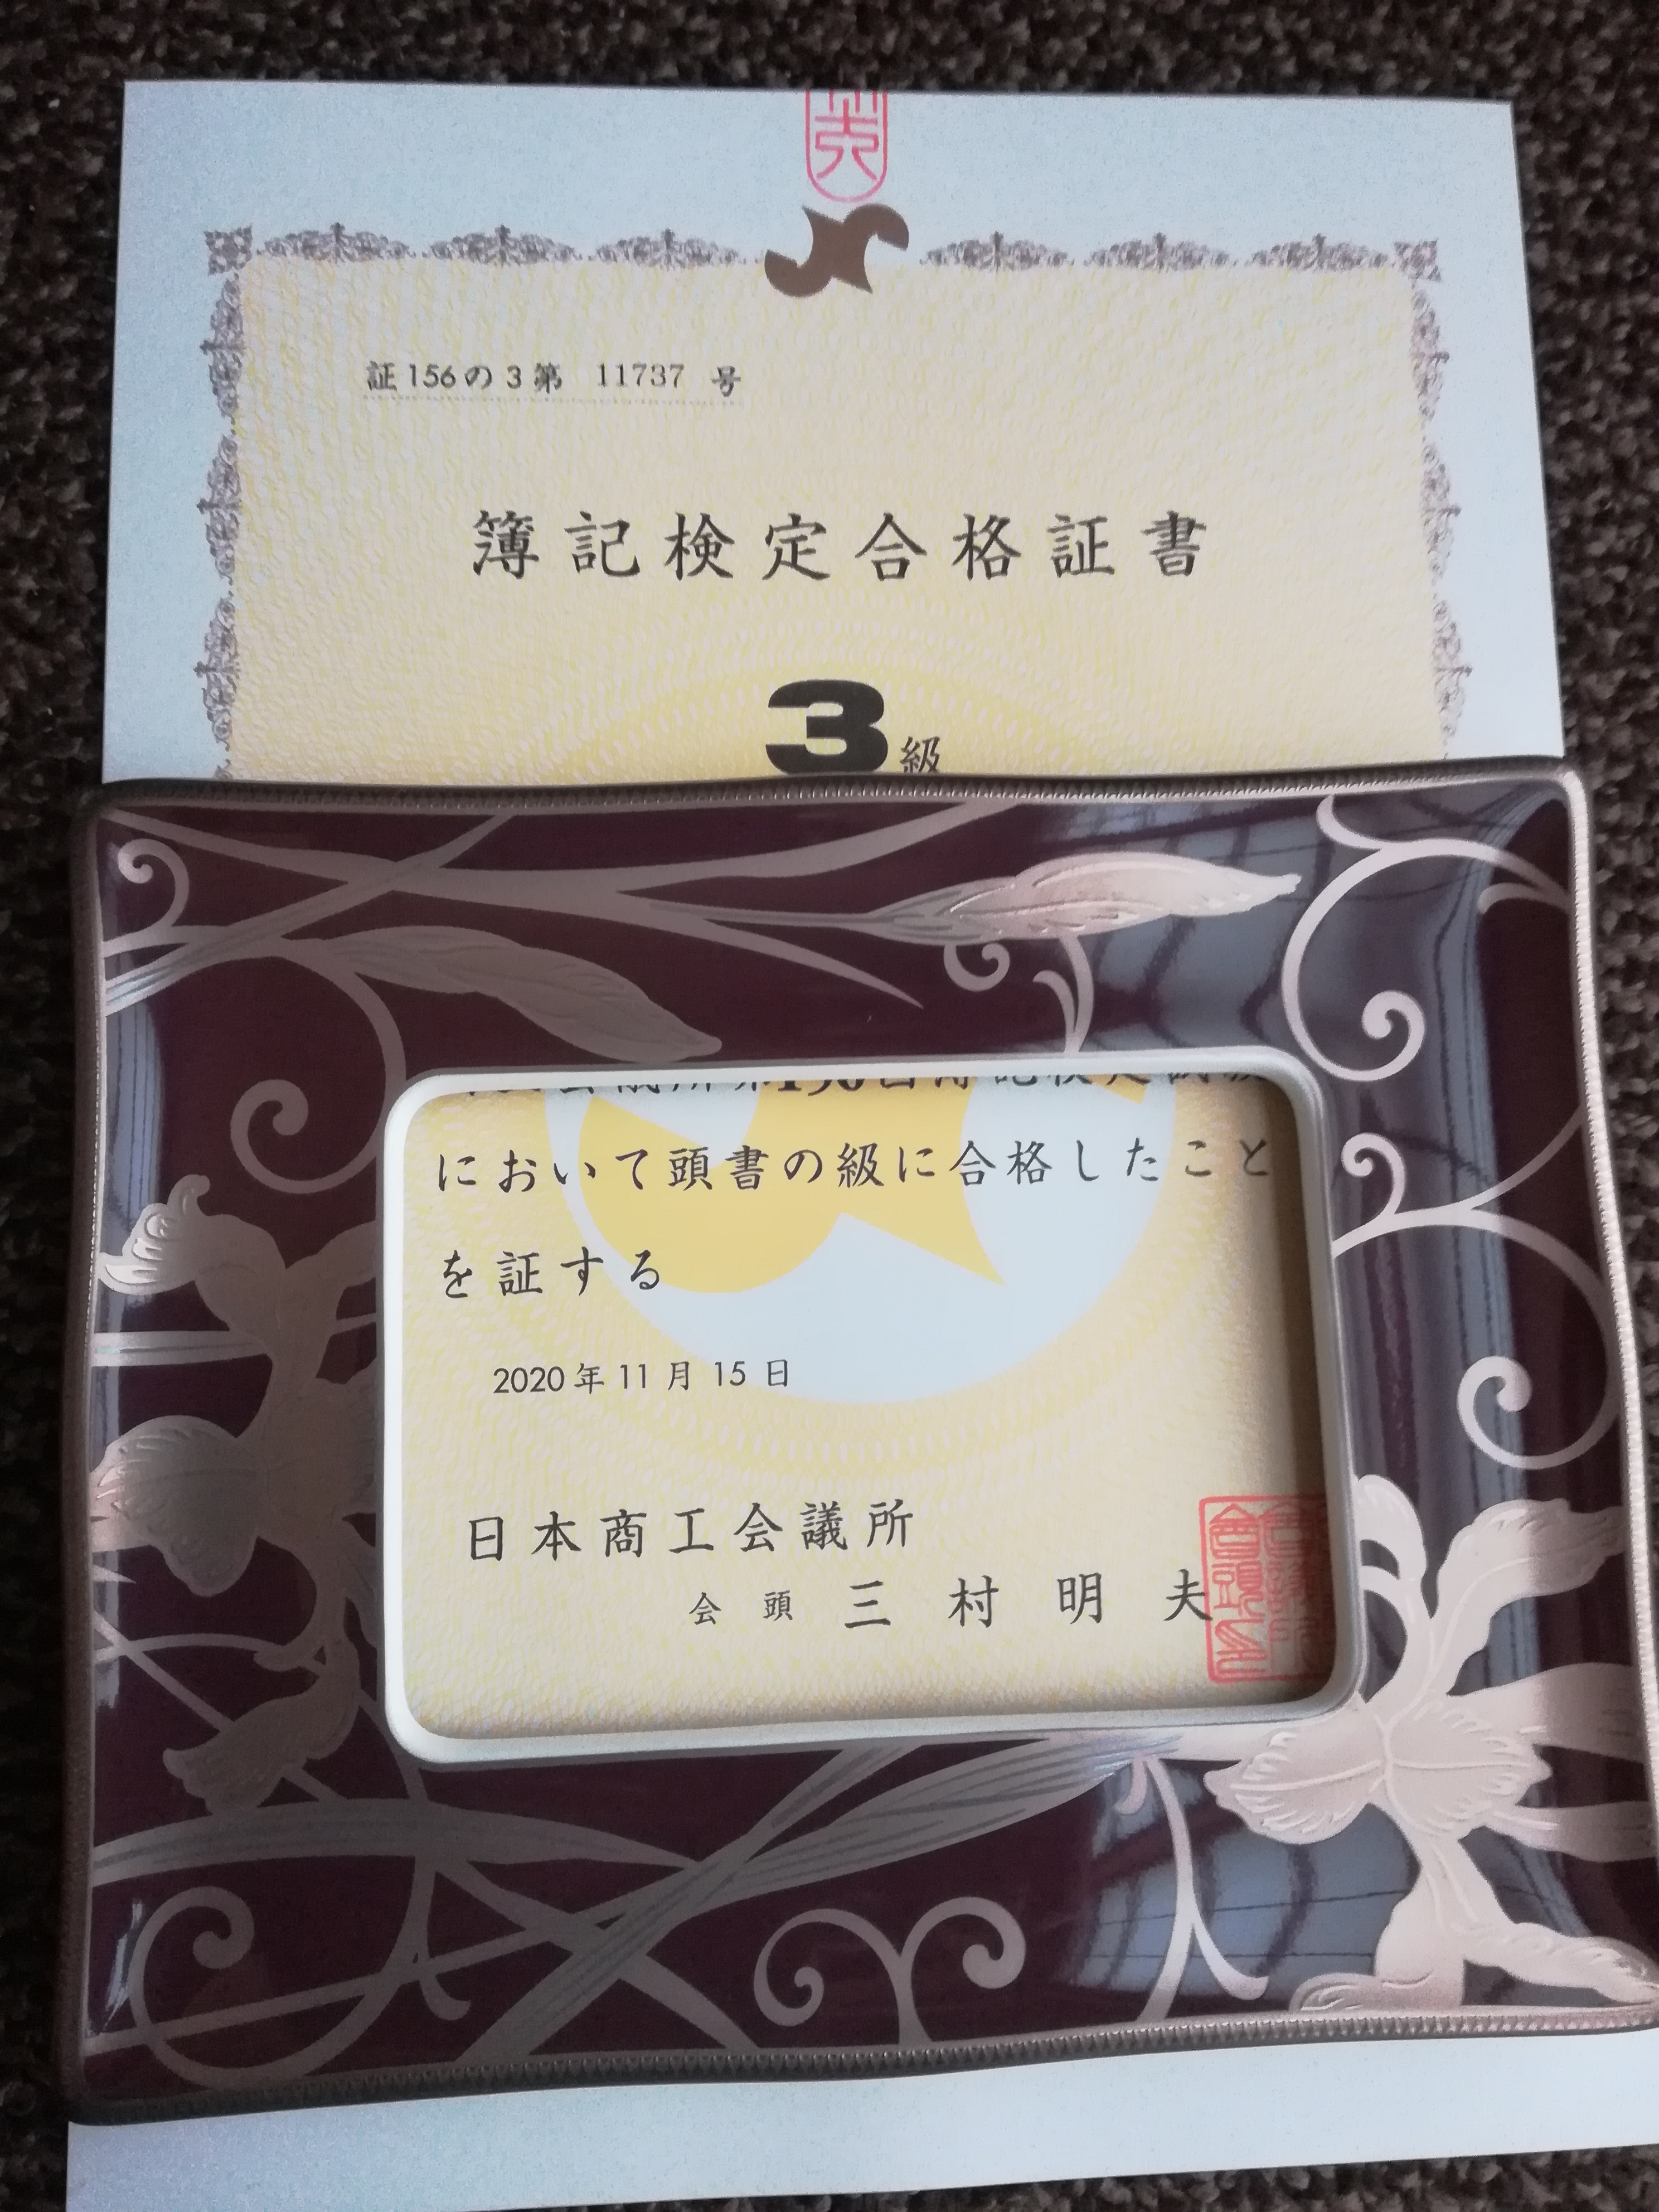 証156の3第 11737 号
簿記検定合格証書
3級
において頭書の級に合格したこと
を証する
2020年11月15日
日本商工会議所
会頭 三村明夫